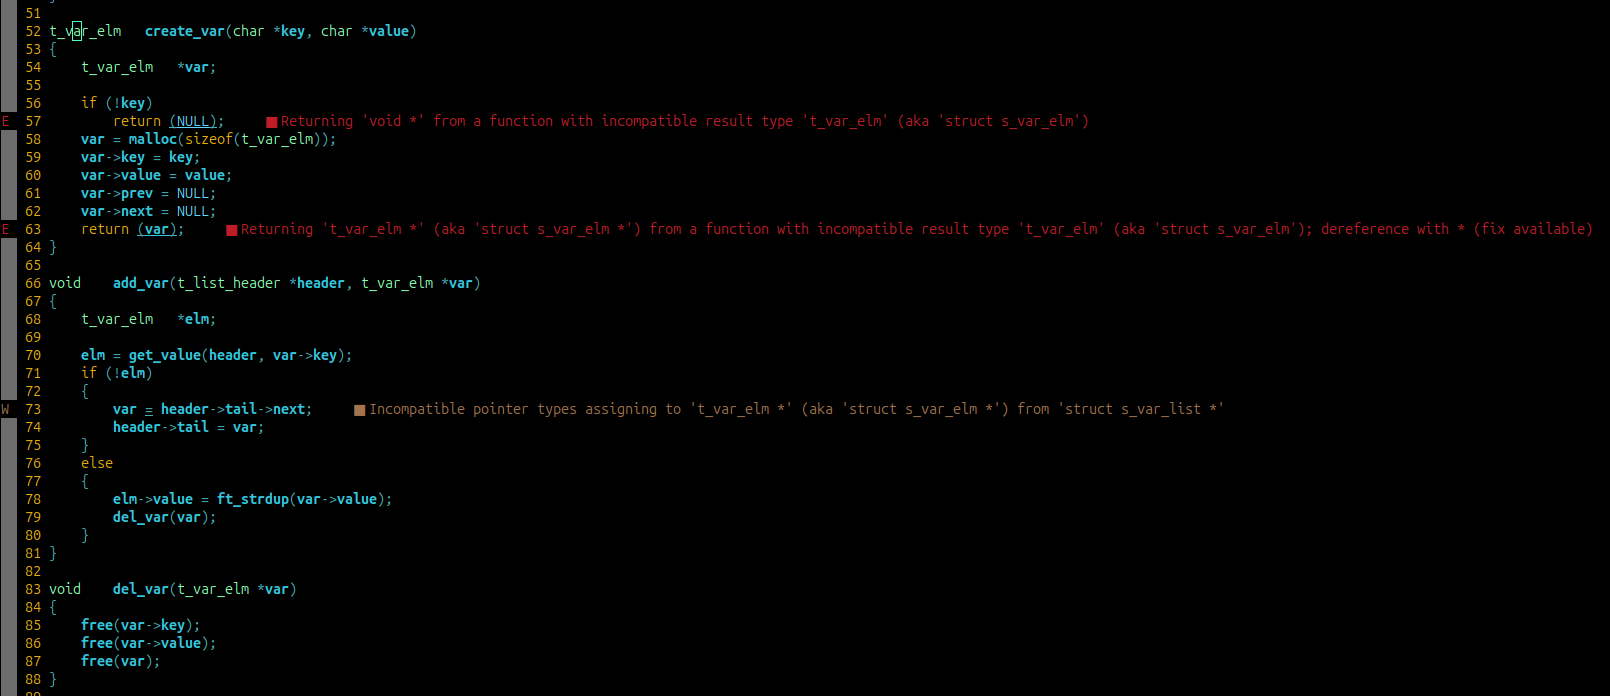 51
52 t_var_elm   create_var(char *key, char *value)
53 {
54     t_var_elm   *var;
55
56     if (!key)
E 57         return (NULL);     ■Returning 'void *' from a function with incompatible result type 't_var_elm' (aka 'struct s_var_elm')
58     var = malloc(sizeof(t_var_elm));
59     var->key = key;
60     var->value = value;
61     var->prev = NULL;
62     var->next = NULL;
E 63     return (var);     ■Returning 't_var_elm *' (aka 'struct s_var_elm *') from a function with incompatible result type 't_var_elm' (aka 'struct s_var_elm'); dereference with * (fix available)
64 }
65
66 void    add_var(t_list_header *header, t_var_elm *var)
67 {
68     t_var_elm   *elm;
69
70     elm = get_value(header, var->key);
71     if (!elm)
72     {
W 73         var = header->tail->next;     ■Incompatible pointer types assigning to 't_var_elm *' (aka 'struct s_var_elm *') from 'struct s_var_list *'
74         header->tail = var;
75     }
76     else
77     {
78         elm->value = ft_strdup(var->value);
79         del_var(var);
80     }
81 }
82
83 void    del_var(t_var_elm *var)
84 {
85     free(var->key);
86     free(var->value);
87     free(var);
88 }